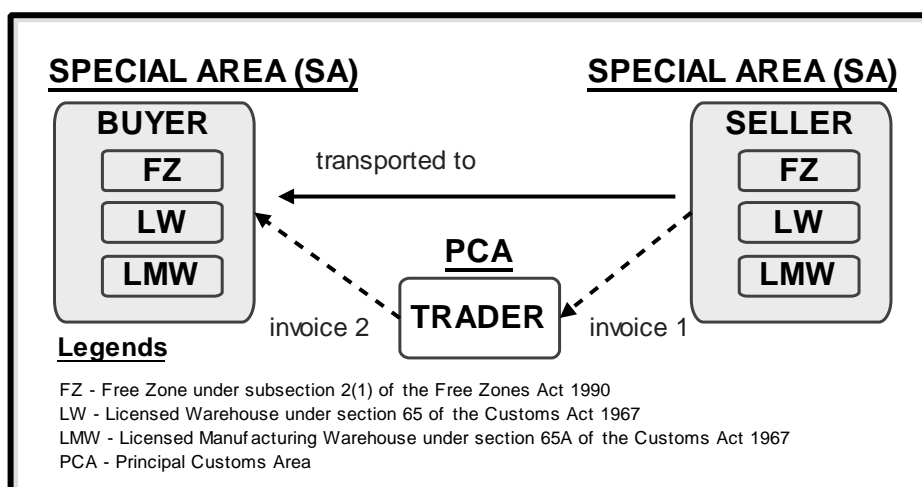 SPECIAL AREA (SA)
SPECIAL AREA (SA)
BUYER
FZ
LW
LMW
transported to
SELLER
FZ
LW
LMW
PCA
TRADER
invoice 2
invoice 1
Legends
FZ - Free Zone under subsection 2(1) of the Free Zones Act 1990
LW - Licensed Warehouse under section 65 of the Customs Act 1967
LMW - Licensed Manufacturing Warehouse under section 65A of the Customs Act 1967
PCA - Principal Customs Area